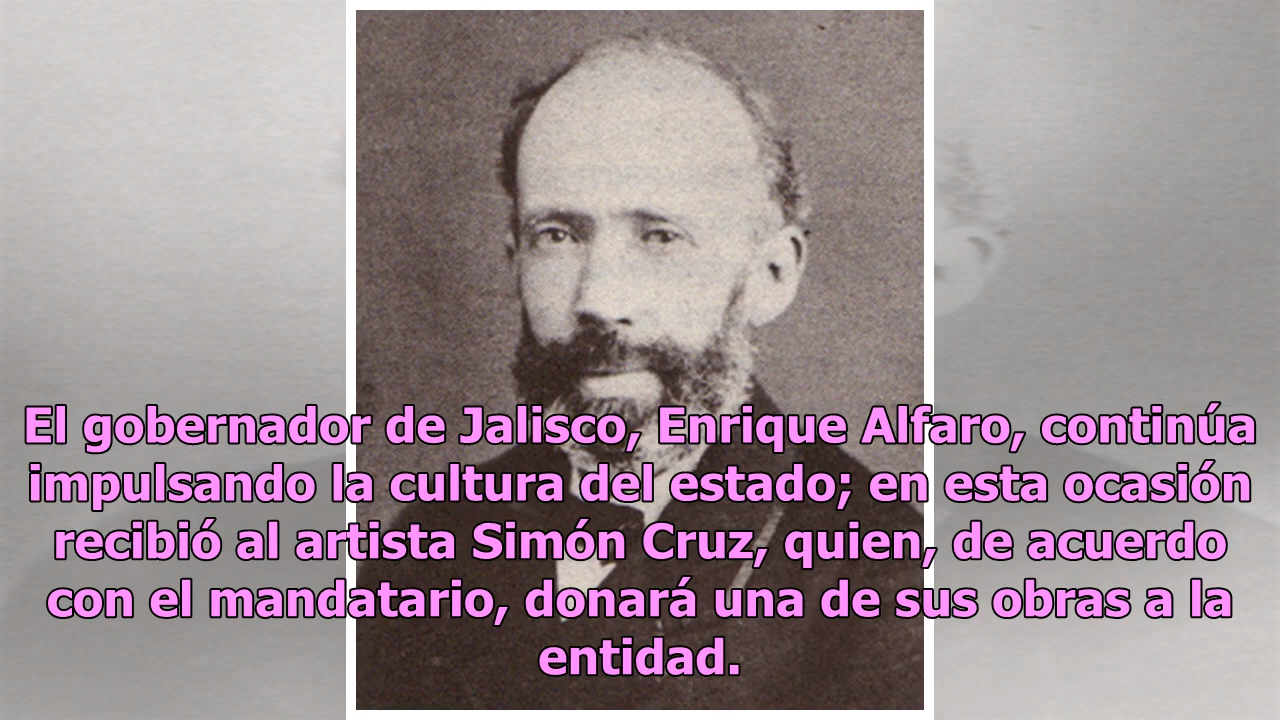 El gobernador de Jalisco, Enrique Alfaro, continúa
impulsando la cultura del estado; en esta ocasión
recibió al artista Simón Cruz, quien, de acuerdo
con el mandatario, donará una de sus obras a la
entidad.